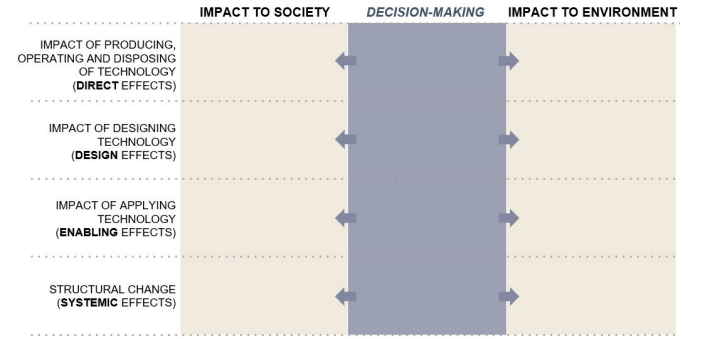 IMPACT TO SOCIETY DECISION-MAKING IMPACT TO ENVIRONMENT
IMPACT OF PRODUCING,
OPERATING AND DISPOSING
OF TECHNOLOGY
(DIRECT EFFECTS)
IMPACT OF DESIGNING
TECHNOLOGY
(DESIGN EFFECTS)
IMPACT OF APPLYING
TECHNOLOGY
(ENABLING EFFECTS)
STRUCTURAL CHANGE
(SYSTEMIC EFFECTS)